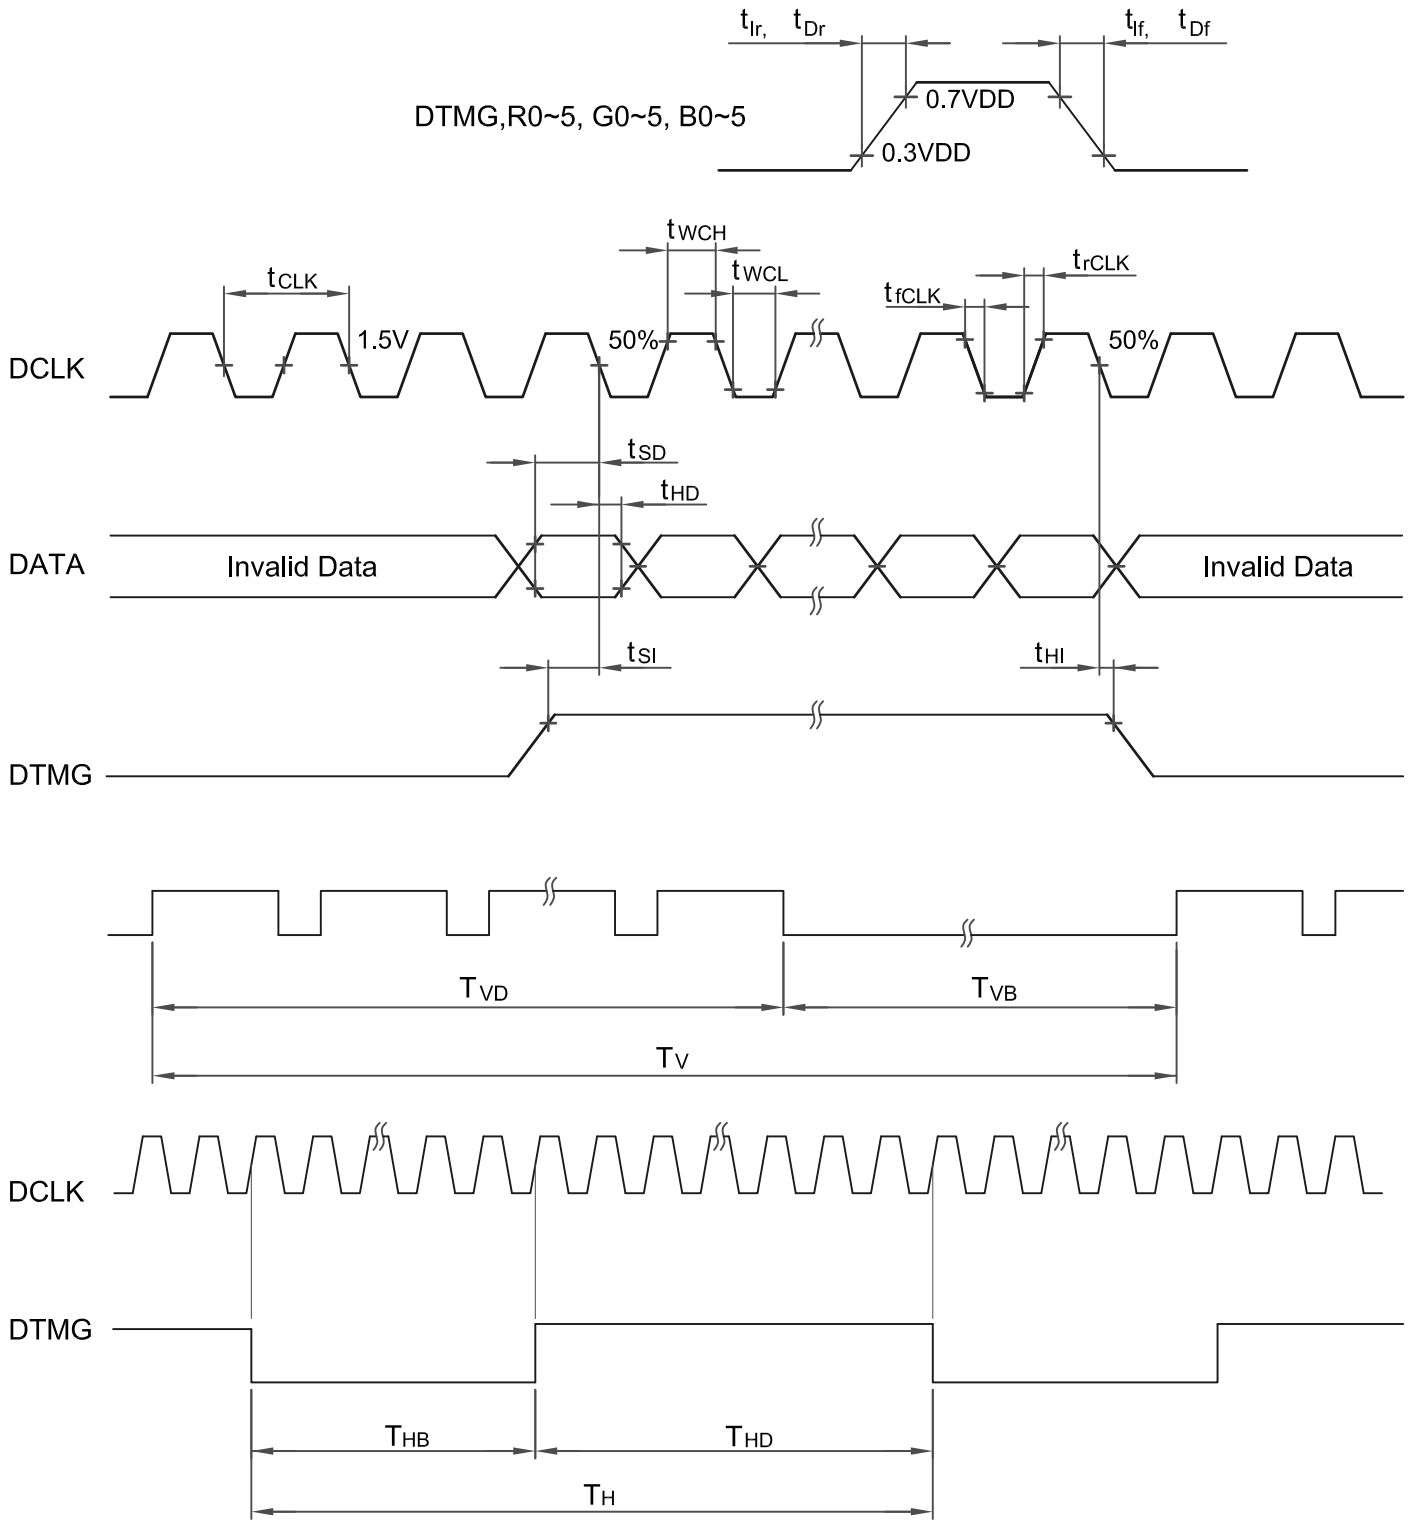 tIr, tDr tIf, tDf
DTMG,R0~5, G0~5, B0~5
0.7VDD
0.3VDD
tWCH
tCLK tWCL tfCLK trCLK
DCLK 1.5V 50% 50%
tSD
tHD
DATA Invalid Data Invalid Data
tSI tHI
DTMG
TVD TVB
TV
DCLK
DTMG
THB THD
TH